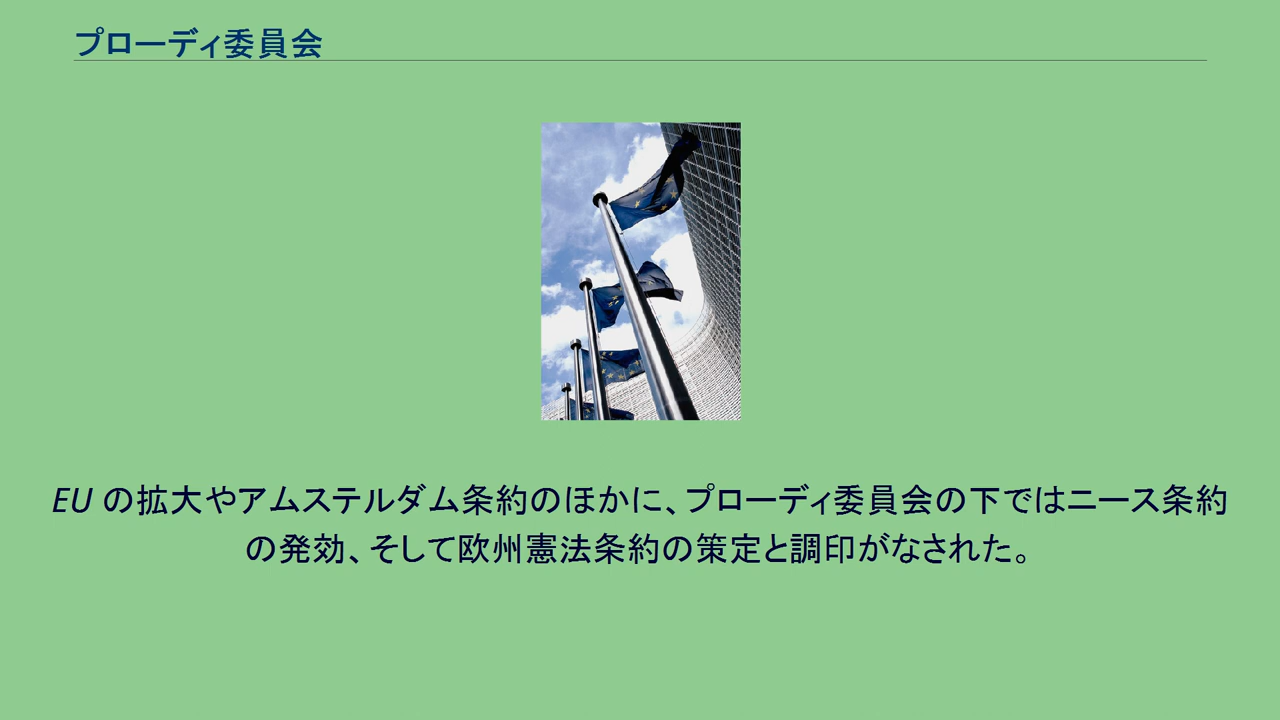 プローディ委員会
EU の拡大やアムステルダム条約のほかに、プローディ委員会の下ではニース条約
の発効、そして欧州憲法条約の策定と調印がなされた。